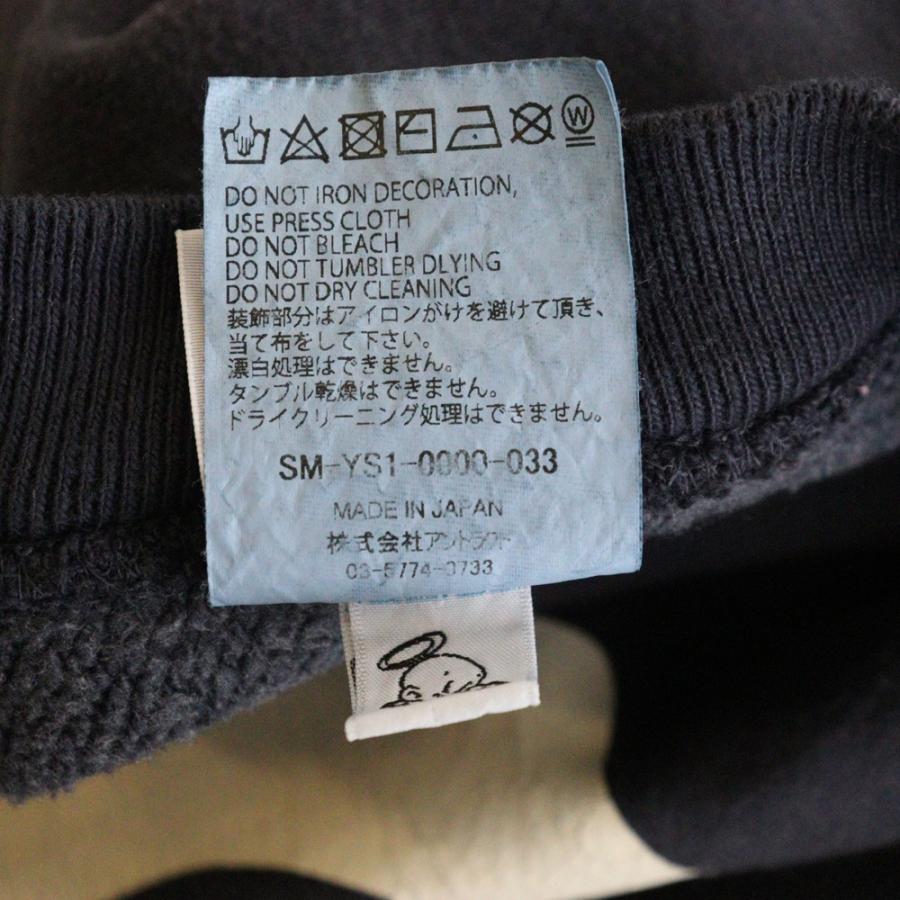 W
DO NOT IRON DECORATION,
USE PRESS CLOTH
DO NOT BLEACH
DO NOT TUMBLER DLYING
DO NOT DRY CLEANING
装飾部分はアイロンがけを避けて頂き、
当て布をして下さい。
漂白処理はできません。
タンブル乾燥はできません。
ドライクリーニング処理はできません。
SM-YS1-0000-033
MADE IN JAPAN
株式会社アントラクト
03-5774-3733